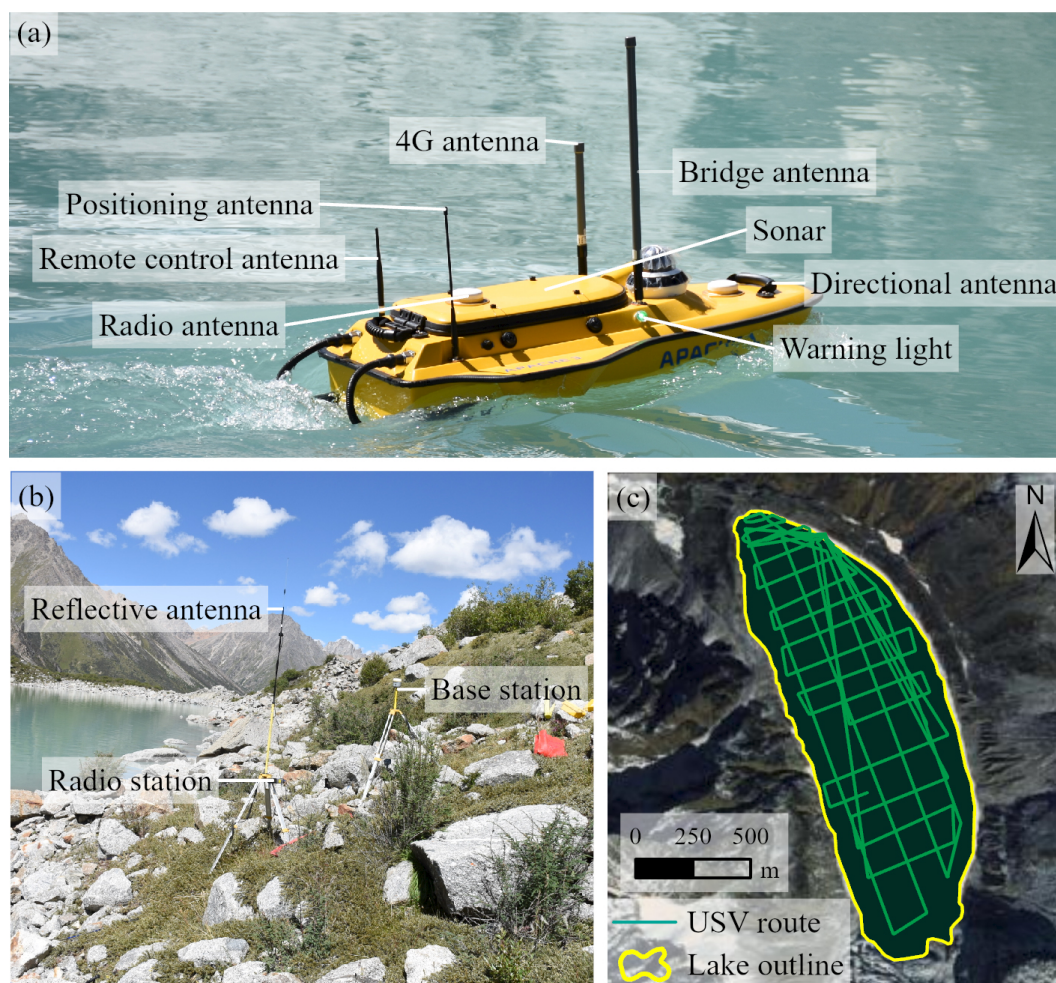 (a)
4G antenna
Bridge antenna
Positioning antenna
Sonar
Remote control antenna
Directional antenna
Radio antenna
Warning light
(b)
Reflective antenna
Base station
Radio station
(c)
N
0 250 500
m
USV route
Lake outline